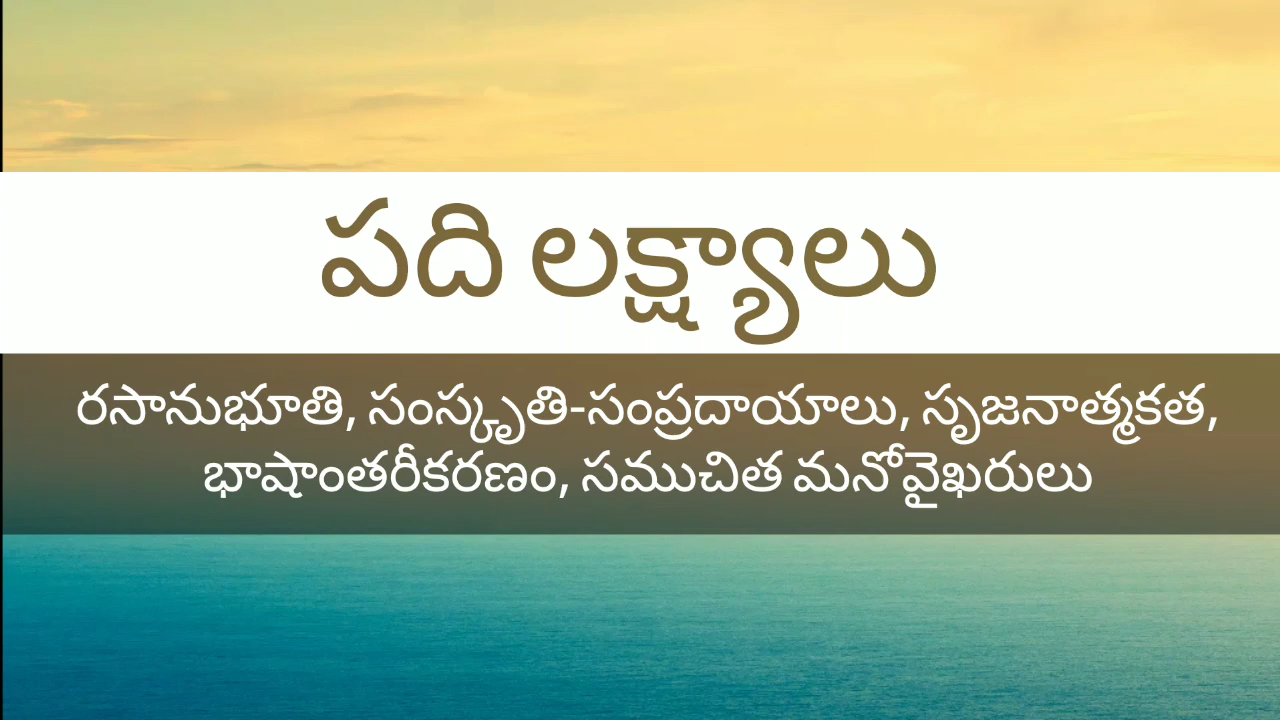 పది లక్ష్యాలు
రసానుభూతి, సంస్కృతి-సంప్రదాయాలు, సృజనాత్మకత,
భాషాంతరీకరణం, సముచిత మనోవైఖరులు